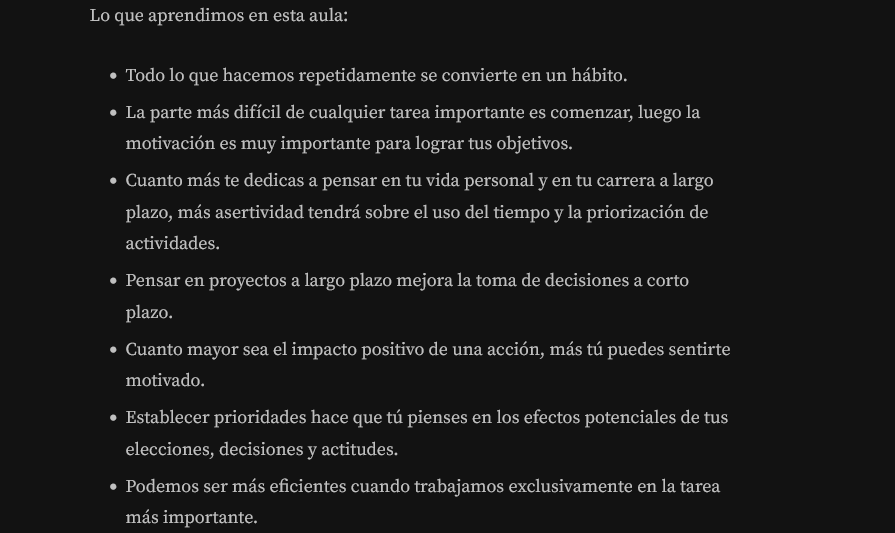 Lo que aprendimos en esta aula:
• Todo lo que hacemos repetidamente se convierte en un hábito.
• La parte más difícil de cualquier tarea importante es comenzar, luego la
motivación es muy importante para lograr tus objetivos.
• Cuanto más te dedicas a pensar en tu vida personal y en tu carrera a largo
plazo, más asertividad tendrá sobre el uso del tiempo y la priorización de
actividades.
• Pensar en proyectos a largo plazo mejora la toma de decisiones a corto
plazo.
• Cuanto mayor sea el impacto positivo de una acción, más tú puedes sentirte
motivado.
• Establecer prioridades hace que tú pienses en los efectos potenciales de tus
elecciones, decisiones y actitudes.
• Podemos ser más eficientes cuando trabajamos exclusivamente en la tarea
más importante.